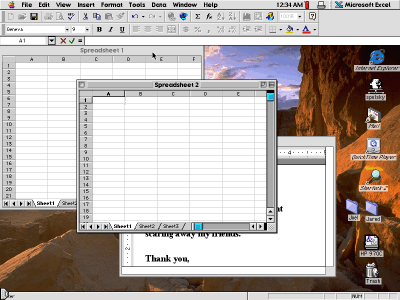 File Edit View Insert Format Tools Data Window Help 12:34 AM Microsoft Excel
Geneva 9 B I U
A1
Spreadsheet 1
A B C D E F
1
2
3
4
5
6
7
8
9
10
11
12
13
14
15
16
17
18
19
20
21
Sheet1 Sheet2
Spreadsheet 2
A B C D E
1
2
3
4
5
6
7
8
9
10
11
12
13
14
15
16
17
18
19
Sheet1 Sheet2 Sheet3
scaring away my friends.
Thank you,
Internet Explorer
spotsky
Mail
QuickTime Player
Sherlock 2
Joel
Jared
HP 970C
Trash
NUM